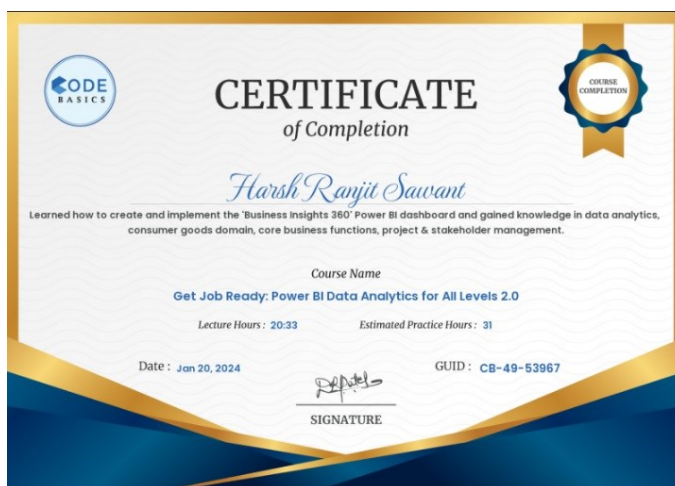 CODE
BASICS
COURSE
COMPLETION
CERTIFICATE
of Completion
Harsh Ranjit Sawant
Learned how to create and implement the 'Business Insights 360' Power BI dashboard and gained knowledge in data analytics,
consumer goods domain, core business functions, project & stakeholder management.
Course Name
Get Job Ready: Power BI Data Analytics for All Levels 2.0
Lecture Hours : 20:33 Estimated Practice Hours : 31
Date : Jan 20, 2024 GUID : CB-49-53967
DPatel
SIGNATURE